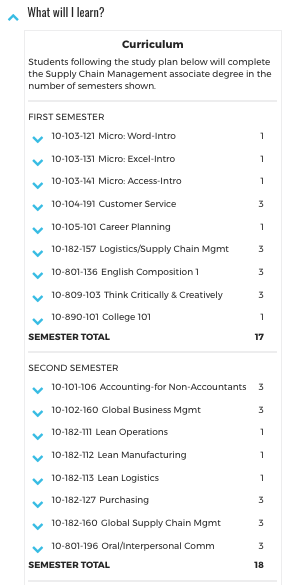 What will I learn?
Curriculum
Students following the study plan below will complete
the Supply Chain Management associate degree in the
number of semesters shown.
FIRST SEMESTER
10-103-121 Micro: Word-Intro 1
10-103-131 Micro: Excel-Intro 1
10-103-141 Micro: Access-Intro 1
10-104-191 Customer Service 3
10-105-101 Career Planning 1
10-182-157 Logistics/Supply Chain Mgmt 3
10-801-136 English Composition 1 3
10-809-103 Think Critically & Creatively 3
10-890-101 College 101 1
SEMESTER TOTAL 17
SECOND SEMESTER
10-101-106 Accounting-for Non-Accountants 3
10-102-160 Global Business Mgmt 3
10-182-111 Lean Operations 1
10-182-112 Lean Manufacturing 1
10-182-113 Lean Logistics 1
10-182-127 Purchasing 3
10-182-160 Global Supply Chain Mgmt 3
10-801-196 Oral/Interpersonal Comm 3
SEMESTER TOTAL 18